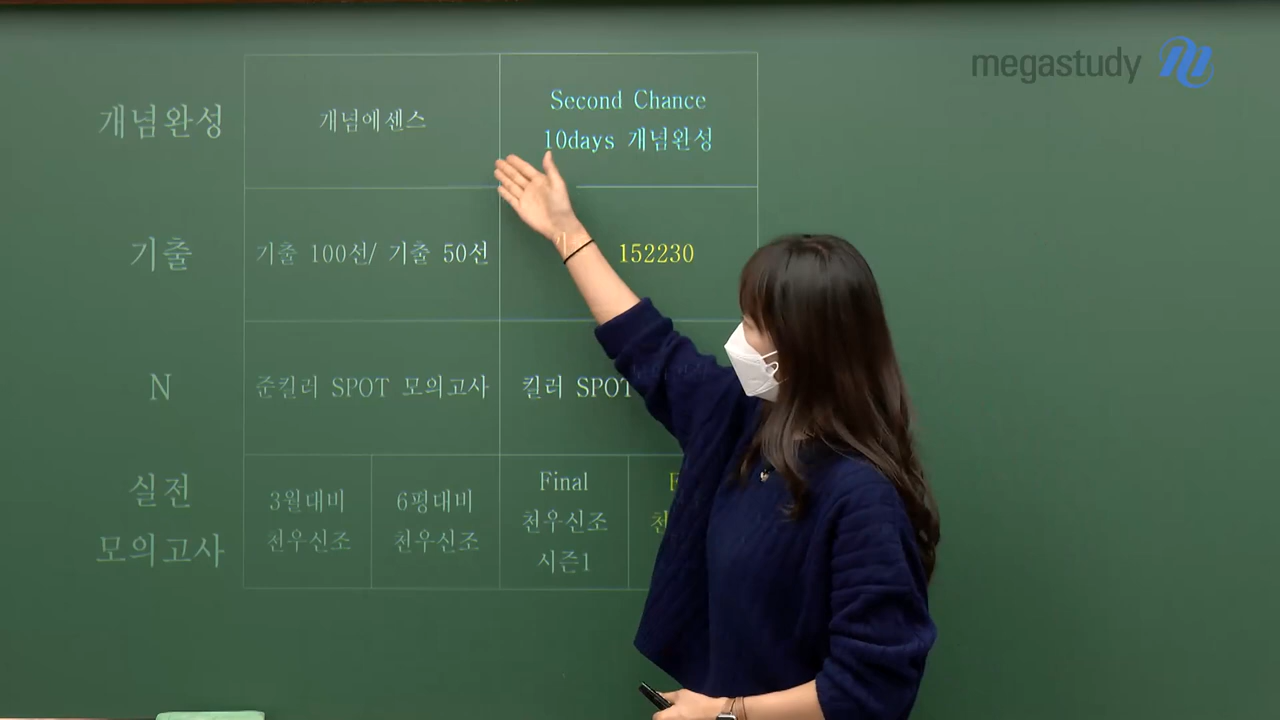 megastudy
개념완성
개념에센스
Second Chance
10days 개념완성
기출
기출 100선/ 기출 50선
152230
N
준킬러 SPOT 모의고사
킬러 SPOT
실전
모의고사
3월대비
천우신조
6평대비
천우신조
Final
천우신조
시즌1